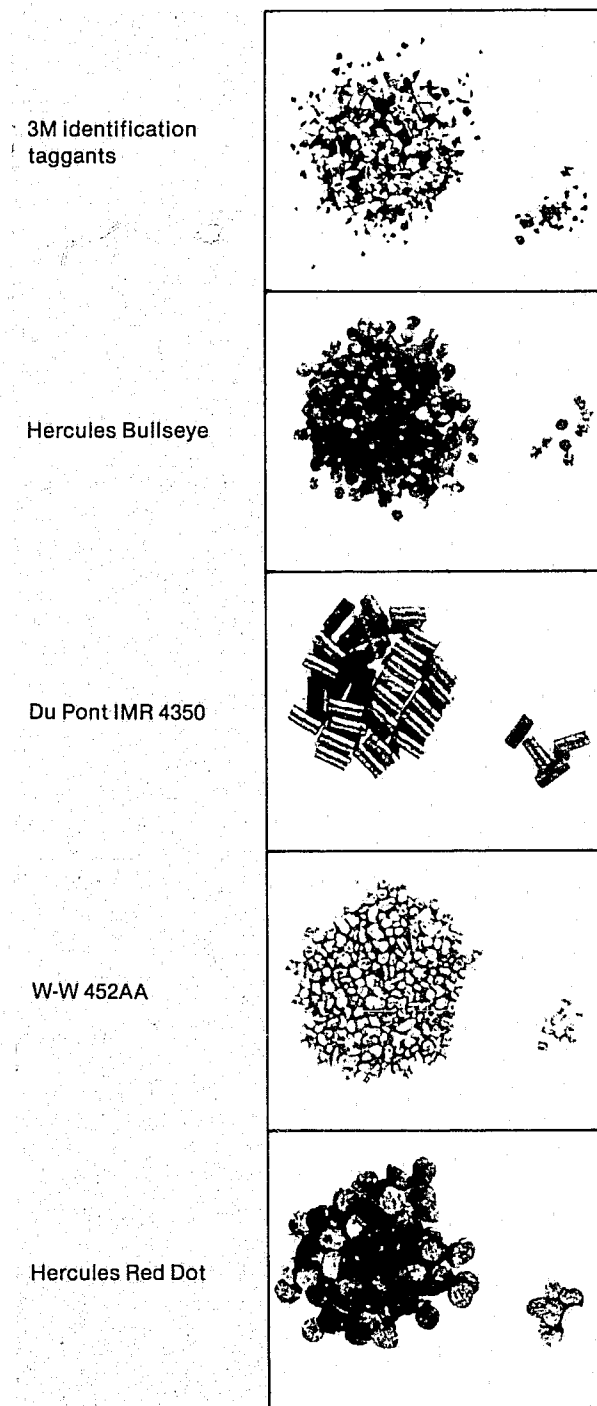 3M identification
taggants
Hercules Bullseye
Du Pont IMR 4350
W-W 452AA
Hercules Red Dot